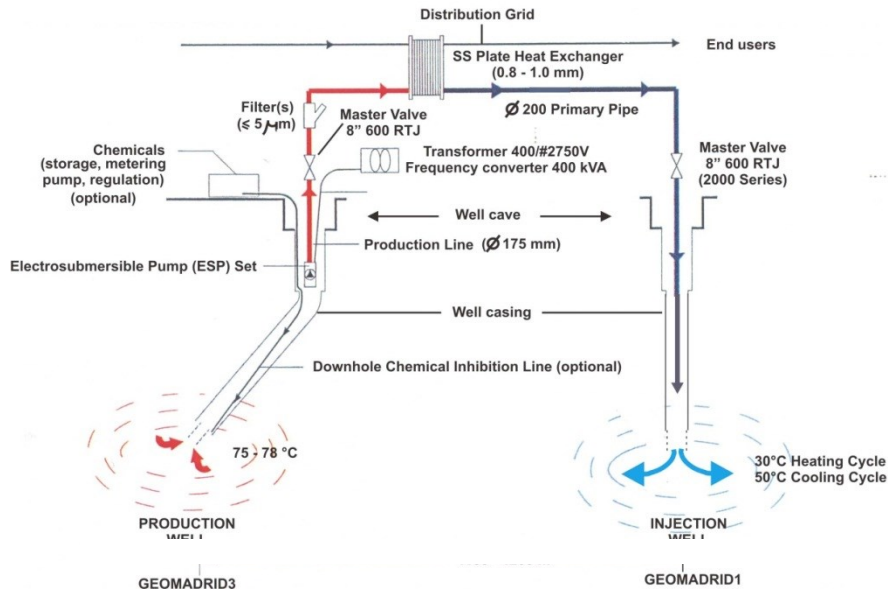 Distribution Grid
End users
SS Plate Heat Exchanger
(0.8 - 1.0 mm)
Ø 200 Primary Pipe
Filter(s)
(⩽ 5 μm)
Master Valve
8” 600 RTJ
Transformer 400/#2750V
Frequency converter 400 kVA
Master Valve
8” 600 RTJ
(2000 Series)
Chemicals
(storage, metering
pump, regulation)
(optional)
Well cave
Production Line (Ø 175 mm)
Electrosubmersible Pump (ESP) Set
Well casing
Downhole Chemical Inhibition Line (optional)
75 - 78 °C
30°C Heating Cycle
50°C Cooling Cycle
PRODUCTION
WELL
INJECTION
WELL
GEOMADRID3
GEOMADRID1